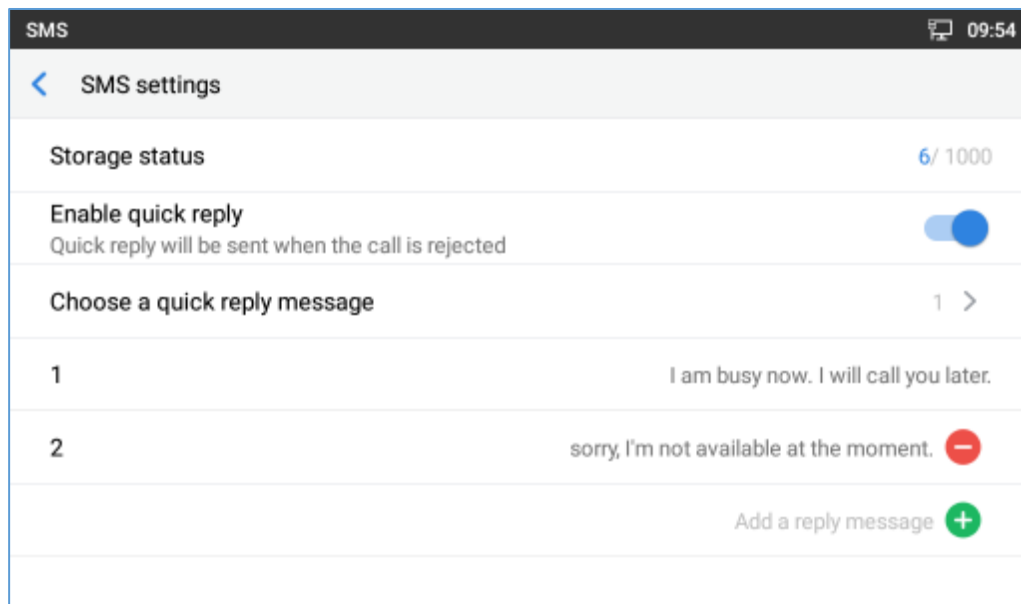 SMS 09:54
SMS settings
Storage status 6/ 1000
Enable quick reply
Quick reply will be sent when the call is rejected
Choose a quick reply message 1
1 I am busy now. I will call you later.
2 sorry, I'm not available at the moment.
Add a reply message